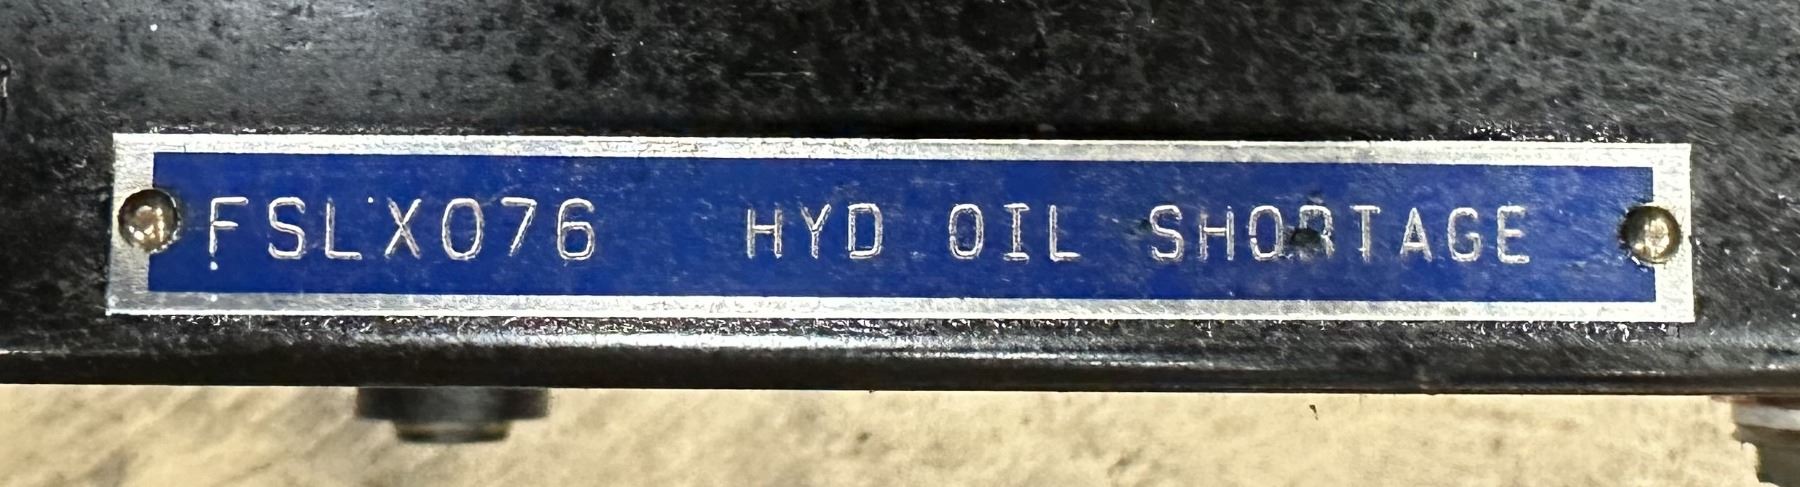 FSLX076 HYD OIL SHORTAGE